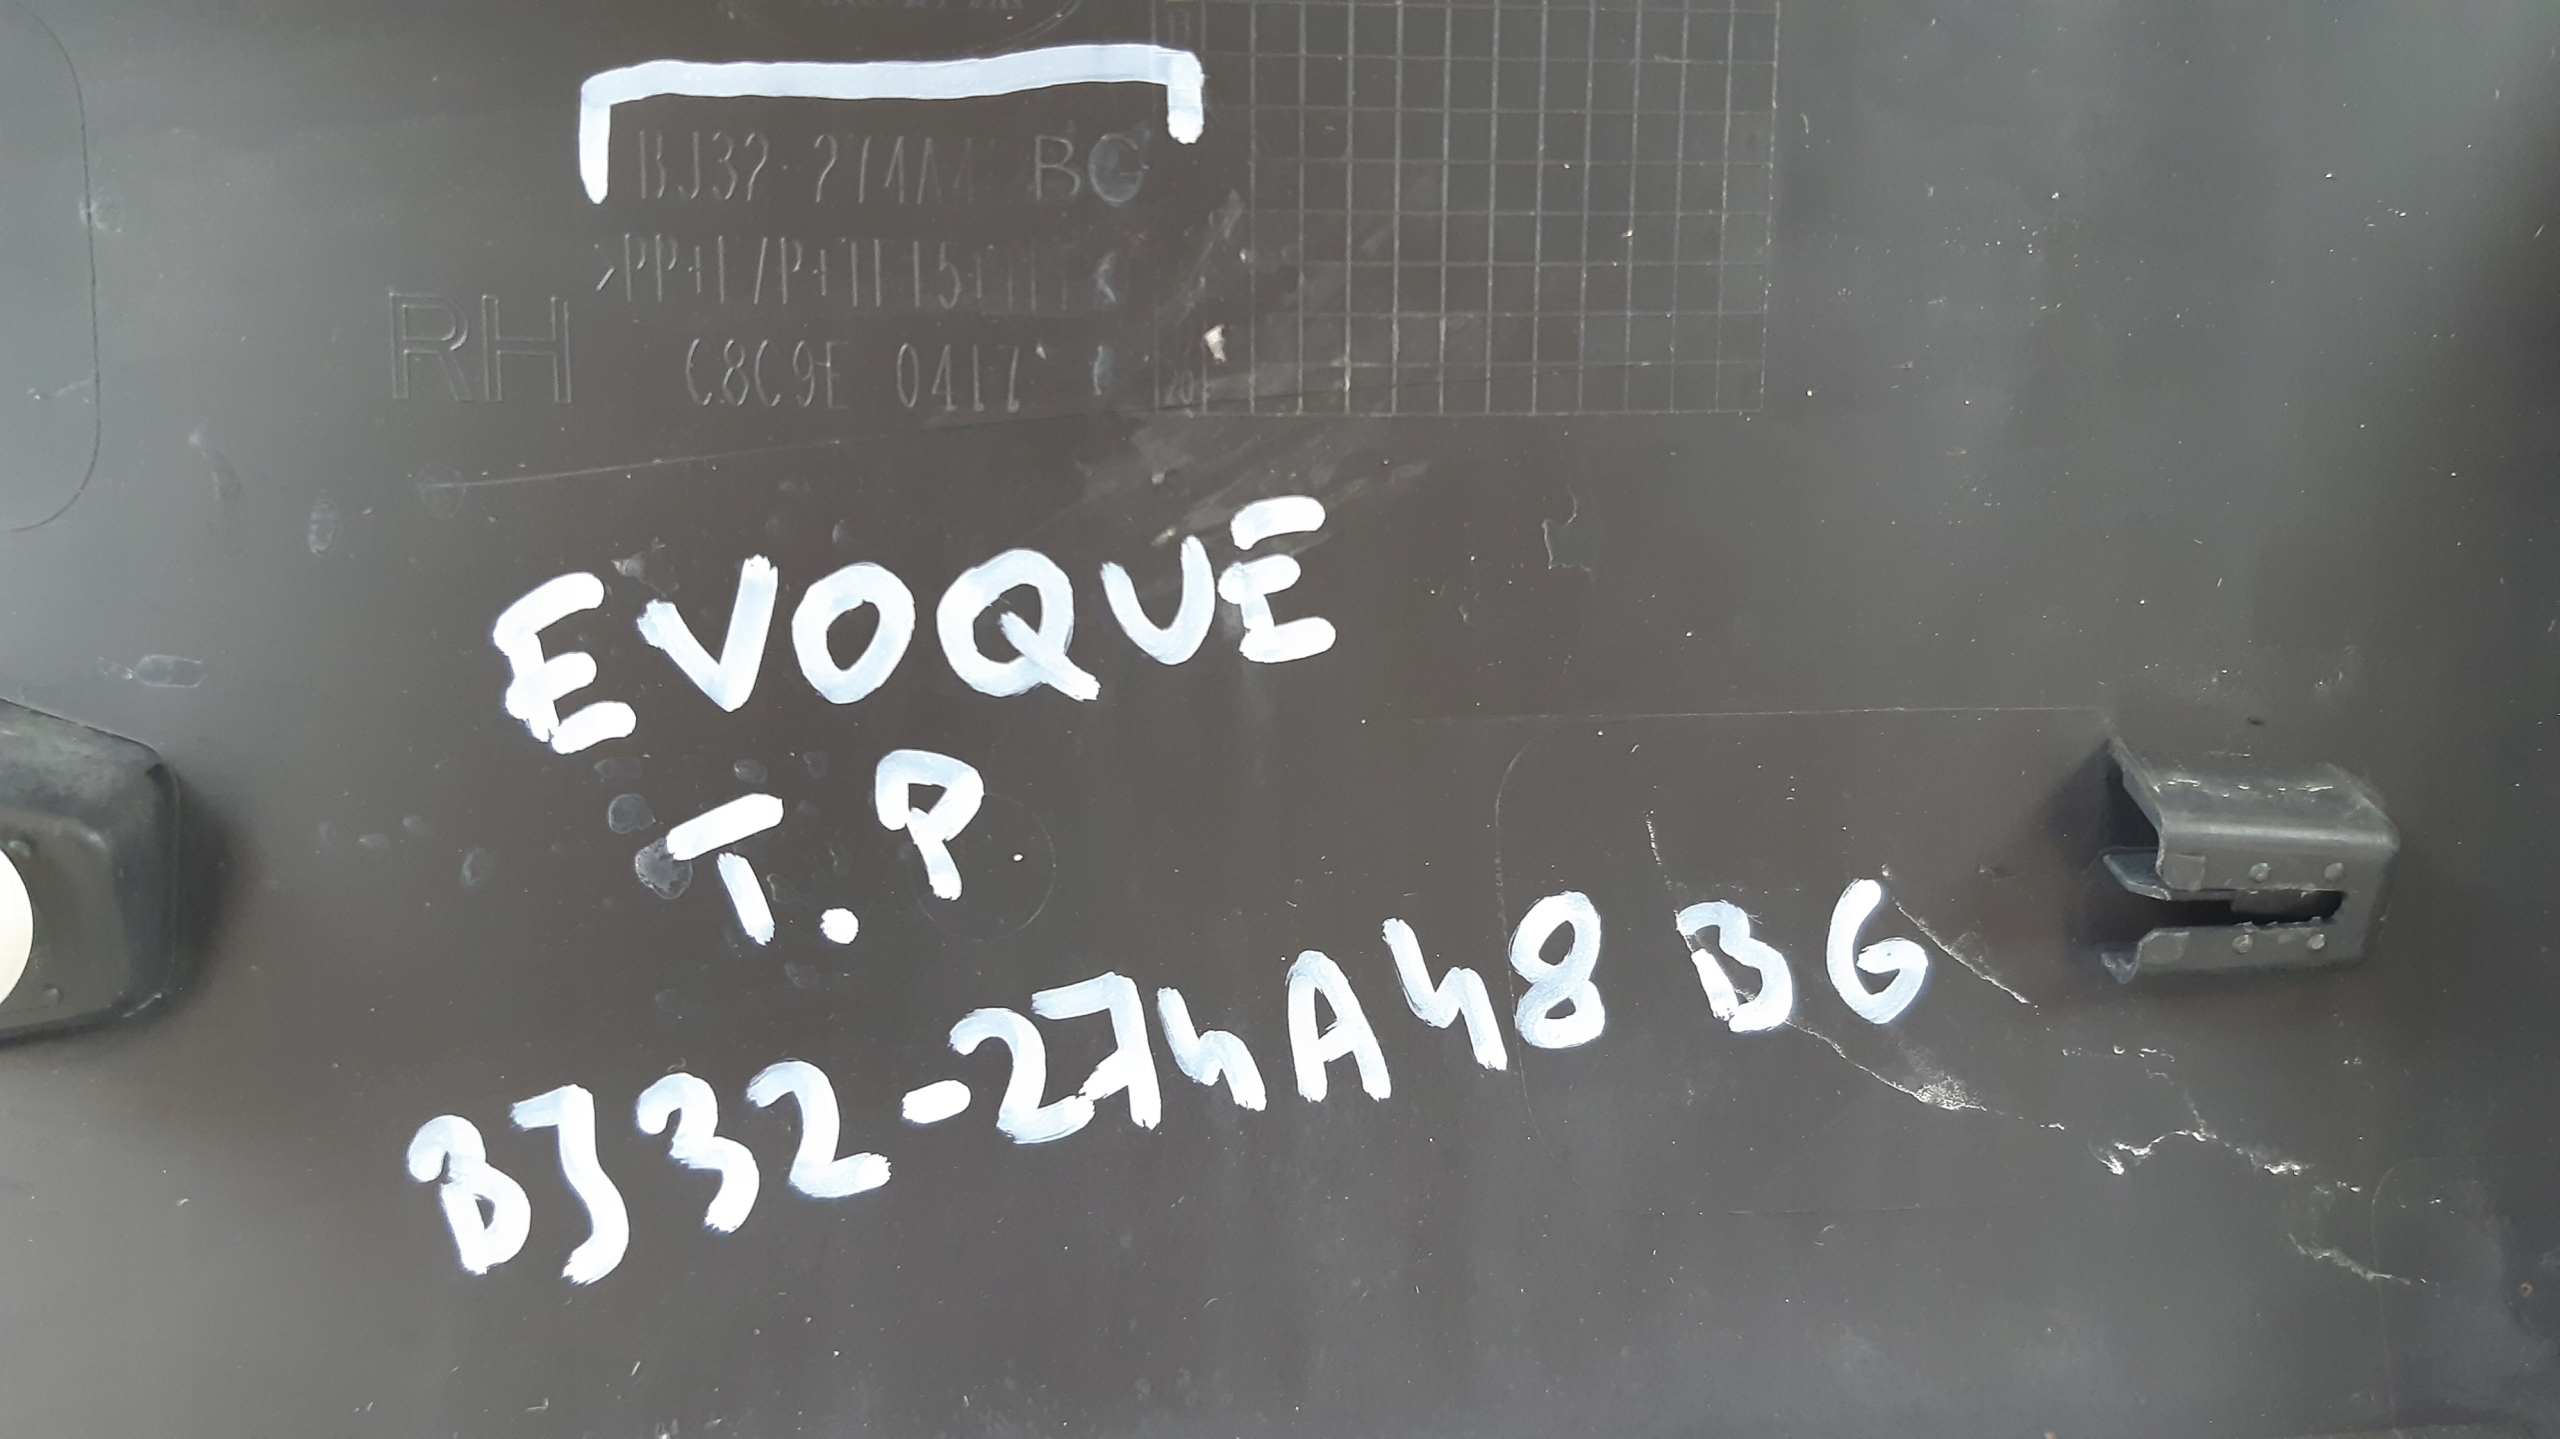 BJ32-274A4 BG
RH
C8C9E 0417
EVOQUE
T.P
BJ32-274A48 BG